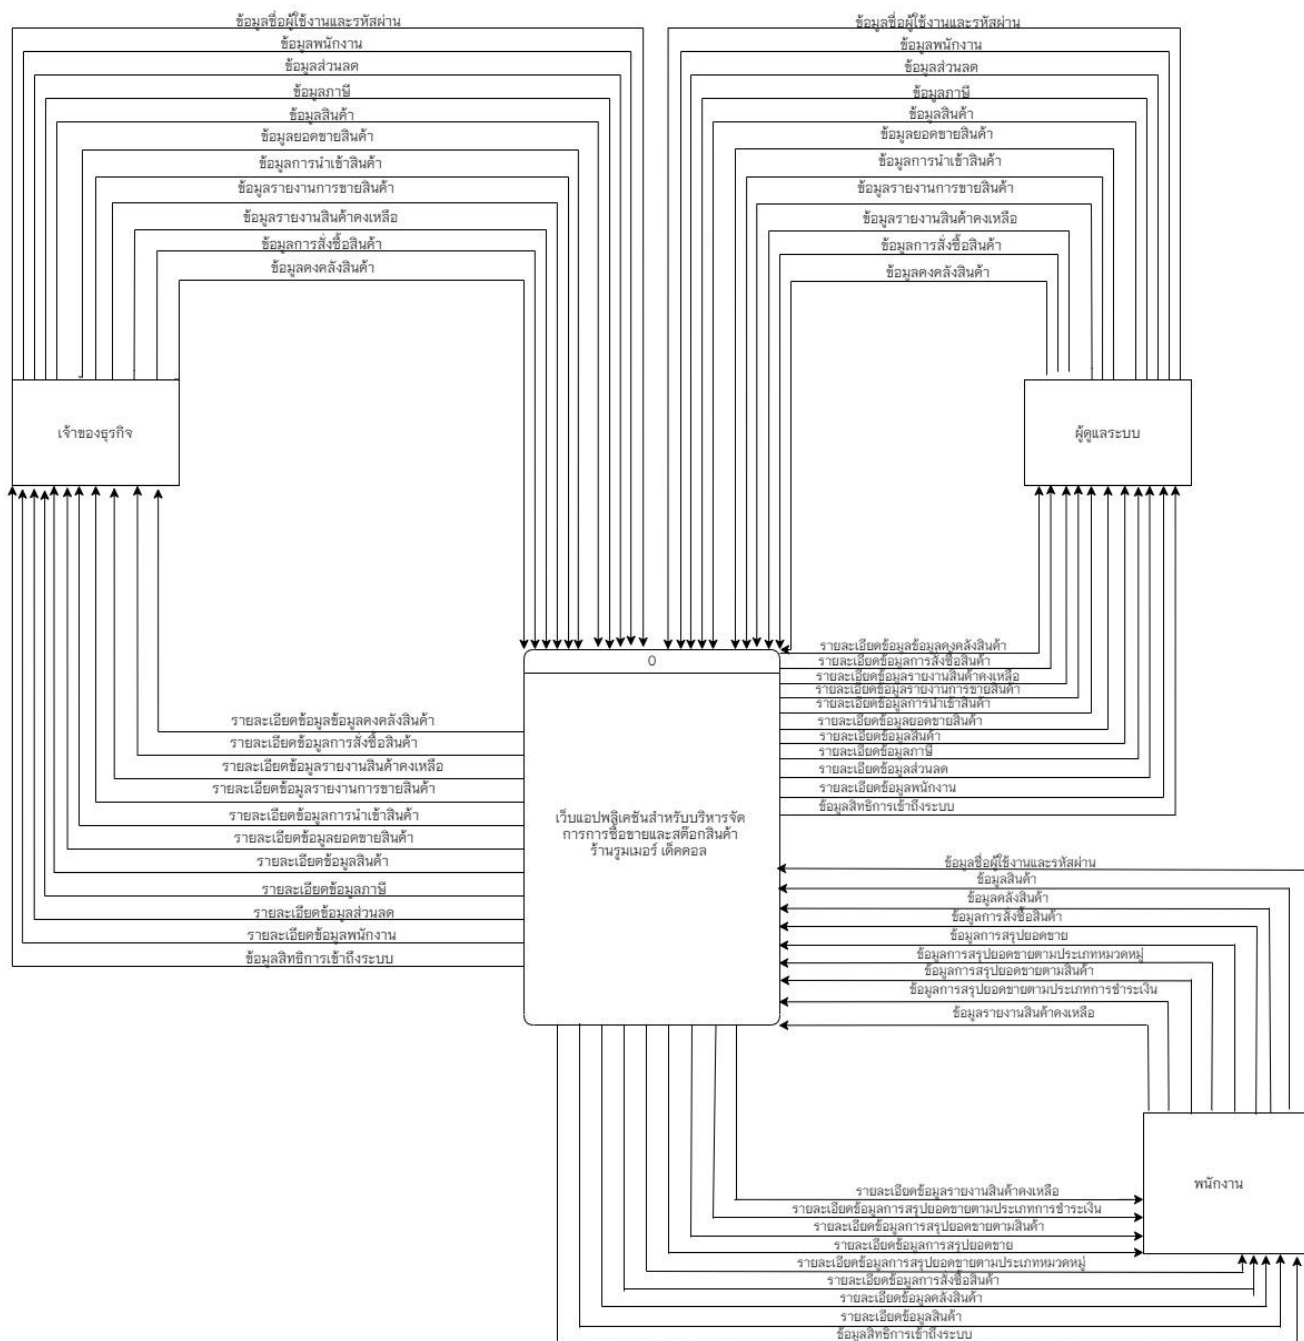 ข้อมูลชื่อผู้ใช้งานและรหัสผ่าน
ข้อมูลพนักงาน
ข้อมูลส่วนลด
ข้อมูลภาษี
ข้อมูลสินค้า
ข้อมูลยอดขายสินค้า
ข้อมูลการนำเข้าสินค้า
ข้อมูลรายงานการขายสินค้า
ข้อมูลรายงานสินค้าคงเหลือ
ข้อมูลการสั่งซื้อสินค้า
ข้อมูลคงคลังสินค้า
ข้อมูลชื่อผู้ใช้งานและรหัสผ่าน
ข้อมูลพนักงาน
ข้อมูลส่วนลด
ข้อมูลภาษี
ข้อมูลสินค้า
ข้อมูลยอดขายสินค้า
ข้อมูลการนำเข้าสินค้า
ข้อมูลรายงานการขายสินค้า
ข้อมูลรายงานสินค้าคงเหลือ
ข้อมูลการสั่งซื้อสินค้า
ข้อมูลคงคลังสินค้า
เจ้าของธุรกิจ
ผู้ดูแลระบบ
0
เว็บแอปพลิเคชันสำหรับบริหารจัด
การการซื้อขายและสต๊อกสินค้า
ร้านรูมเมอร์ เด็คคอล
รายละเอียดข้อมูลข้อมูลคงคลังสินค้า
รายละเอียดข้อมูลการสั่งซื้อสินค้า
รายละเอียดข้อมูลรายงานสินค้าคงเหลือ
รายละเอียดข้อมูลรายงานการขายสินค้า
รายละเอียดข้อมูลการนำเข้าสินค้า
รายละเอียดข้อมูลยอดขายสินค้า
รายละเอียดข้อมูลสินค้า
รายละเอียดข้อมูลภาษี
รายละเอียดข้อมูลส่วนลด
รายละเอียดข้อมูลพนักงาน
ข้อมูลสิทธิการเข้าถึงระบบ
รายละเอียดข้อมูลข้อมูลคงคลังสินค้า
รายละเอียดข้อมูลการสั่งซื้อสินค้า
รายละเอียดข้อมูลรายงานสินค้าคงเหลือ
รายละเอียดข้อมูลรายงานการขายสินค้า
รายละเอียดข้อมูลการนำเข้าสินค้า
รายละเอียดข้อมูลยอดขายสินค้า
รายละเอียดข้อมูลสินค้า
รายละเอียดข้อมูลภาษี
รายละเอียดข้อมูลส่วนลด
รายละเอียดข้อมูลพนักงาน
ข้อมูลสิทธิการเข้าถึงระบบ
ข้อมูลชื่อผู้ใช้งานและรหัสผ่าน
ข้อมูลสินค้า
ข้อมูลคลังสินค้า
ข้อมูลการสั่งซื้อสินค้า
ข้อมูลการสรุปยอดขาย
ข้อมูลการสรุปยอดขายตามประเภทหมวดหมู่
ข้อมูลการสรุปยอดขายตามสินค้า
ข้อมูลการสรุปยอดขายตามประเภทการชำระเงิน
ข้อมูลรายงานสินค้าคงเหลือ
พนักงาน
รายละเอียดข้อมูลรายงานสินค้าคงเหลือ
รายละเอียดข้อมูลการสรุปยอดขายตามประเภทการชำระเงิน
รายละเอียดข้อมูลการสรุปยอดขายตามสินค้า
รายละเอียดข้อมูลการสรุปยอดขาย
รายละเอียดข้อมูลการสรุปยอดขายตามประเภทหมวดหมู่
รายละเอียดข้อมูลการสั่งซื้อสินค้า
รายละเอียดข้อมูลคลังสินค้า
รายละเอียดข้อมูลสินค้า
ข้อมูลสิทธิการเข้าถึงระบบ